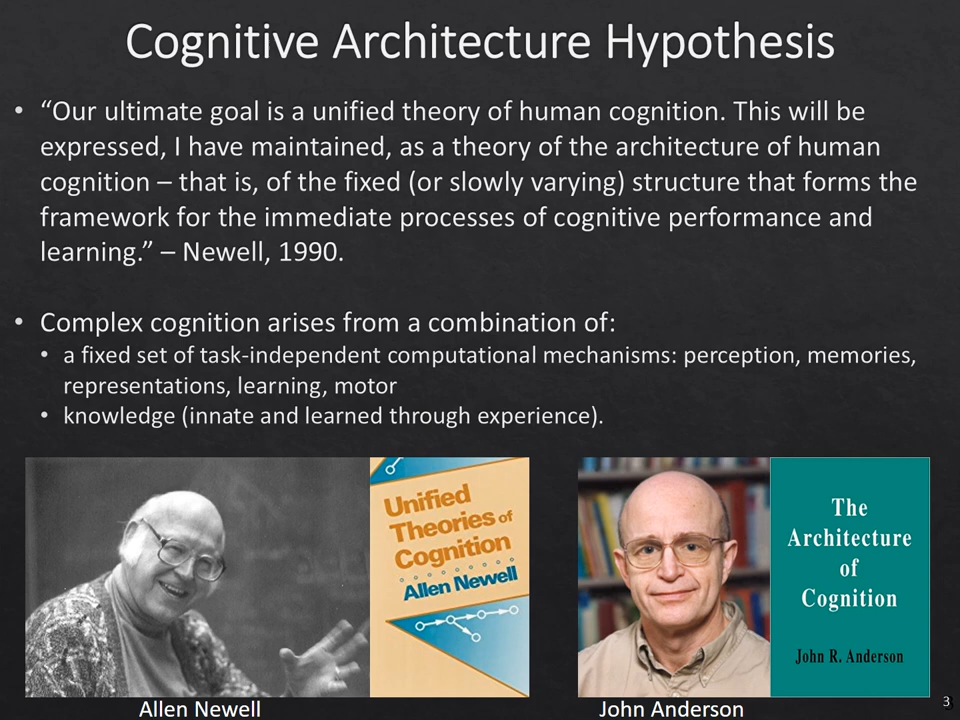 Cognitive Architecture Hypothesis
• “Our ultimate goal is a unified theory of human cognition. This will be
expressed, I have maintained, as a theory of the architecture of human
cognition – that is, of the fixed (or slowly varying) structure that forms the
framework for the immediate processes of cognitive performance and
learning.” – Newell, 1990.
• Complex cognition arises from a combination of:
• a fixed set of task-independent computational mechanisms: perception, memories,
representations, learning, motor
• knowledge (innate and learned through experience).
Unified
Theories of
Cognition
Allen Newell
The
Architecture
of
Cognition
John R. Anderson
Allen Newell
John Anderson
3